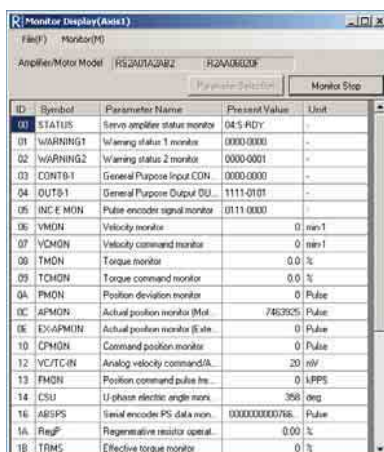 Monitor Display(Axis1)
File(F) Monitor(M)
Amplifier/Motor Model RS2A01A2AB2 R2AA06020F
Parameter Selection Monitor Stop
ID Symbol Parameter Name Present Value Unit
00 STATUS Servo amplifier status monitor 04:S-RDY -
01 WARNING1 Warning status 1 monitor 0000-0000 -
02 WARNING2 Warning status 2 monitor 0000-0001 -
03 CONT8-1 General Purpose Input CON... 0000-0000 -
04 OUT8-1 General Purpose Output OU... 1111-0101 -
05 INC-E MON Pulse encoder signal monitor 0111-0000 -
06 VMON Velocity monitor 0 min-1
07 VCMON Velocity command monitor 0 min-1
08 TMON Torque monitor 0.0 %
09 TCMON Torque command monitor 0.0 %
0A PMON Position deviation monitor 0 Pulse
0C APMON Actual position monitor (Mot... 7463925 Pulse
0E EX-APMON Actual position monitor (Exte... 0 Pulse
10 CPMON Command position monitor 0 Pulse
12 VC/TC-IN Analog velocity command/A... 20 mV
13 FMON Position command pulse fre... 0 kPPS
14 CSU U-phase electric angle moni... 358 deg
16 ABSPS Serial encoder PS data mon... 0000000000766... Pulse
1A RegP Regenerative resistor operat... 0.00 %
1B TRMS Effective torque monitor 0 %